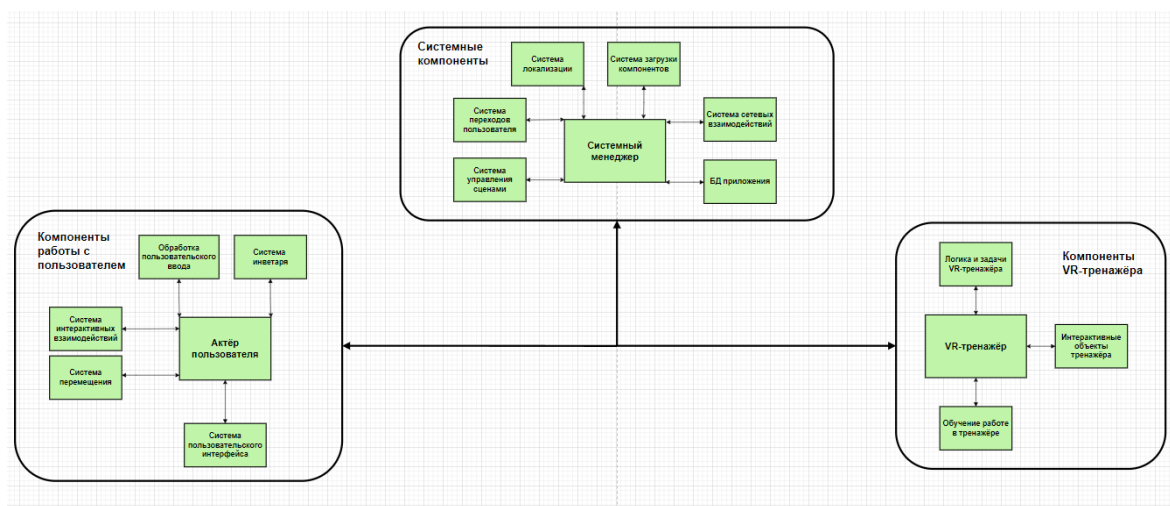 Системные
компоненты
Система
локализации
Система загрузки
компонентов
Система
переходов
пользователя
Система сетевых
взаимодействий
Системный
менеджер
Система
управления
сценами
БД приложения
Компоненты
работы с
пользователем
Обработка
пользовательского
ввода
Система
инветаря
Система
интерактивных
взаимодействий
Актёр
пользователя
Система
перемещения
Система
пользовательского
интерфейса
Компоненты
VR-тренажёра
Логика и задачи
VR-тренажёра
VR-тренажёр
Интерактивные
объекты
тренажёра
Обучение работе
в тренажёре